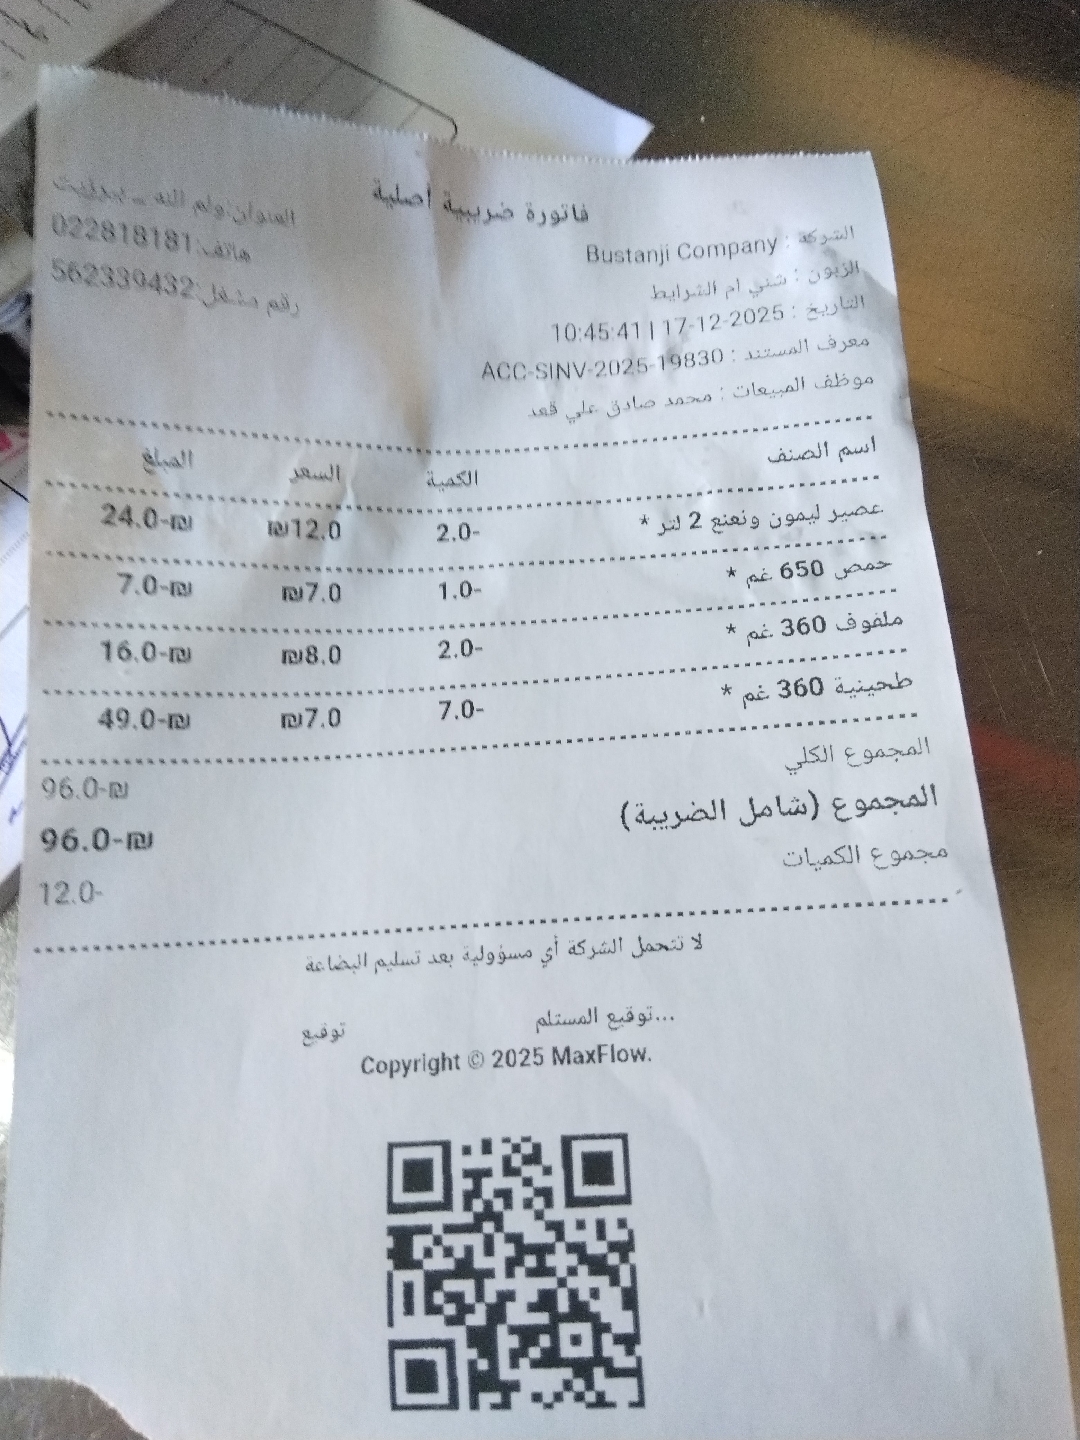 فاتورة ضريبية أصلية
الشركة : Bustanji Company
الزبون : شني ام الشرايط
التاريخ : 2025-12-17 | 10:45:41
معرف المستند : ACC-SINV-2025-19830
موظف المبيعات : محمد صادق علي قعد
العنوان:رام الله _ بيرزيت
هاتف:022818181
رقم مشغل:562339432
اسم الصنف الكمية السعر المبلغ
عصير ليمون ونعنع 2 لتر * 2.0- ₪12.0 24.0-₪
حمص 650 غم * 1.0- ₪7.0 7.0-₪
ملفوف 360 غم * 2.0- ₪8.0 16.0-₪
طحينية 360 غم * 7.0- ₪7.0 49.0-₪
المجموع الكلي 96.0-₪
المجموع (شامل الضريبة) 96.0-₪
مجموع الكميات 12.0-
لا تتحمل الشركة أي مسؤولية بعد تسليم البضاعة
توقيع المستلم... توقيع
Copyright © 2025 MaxFlow.